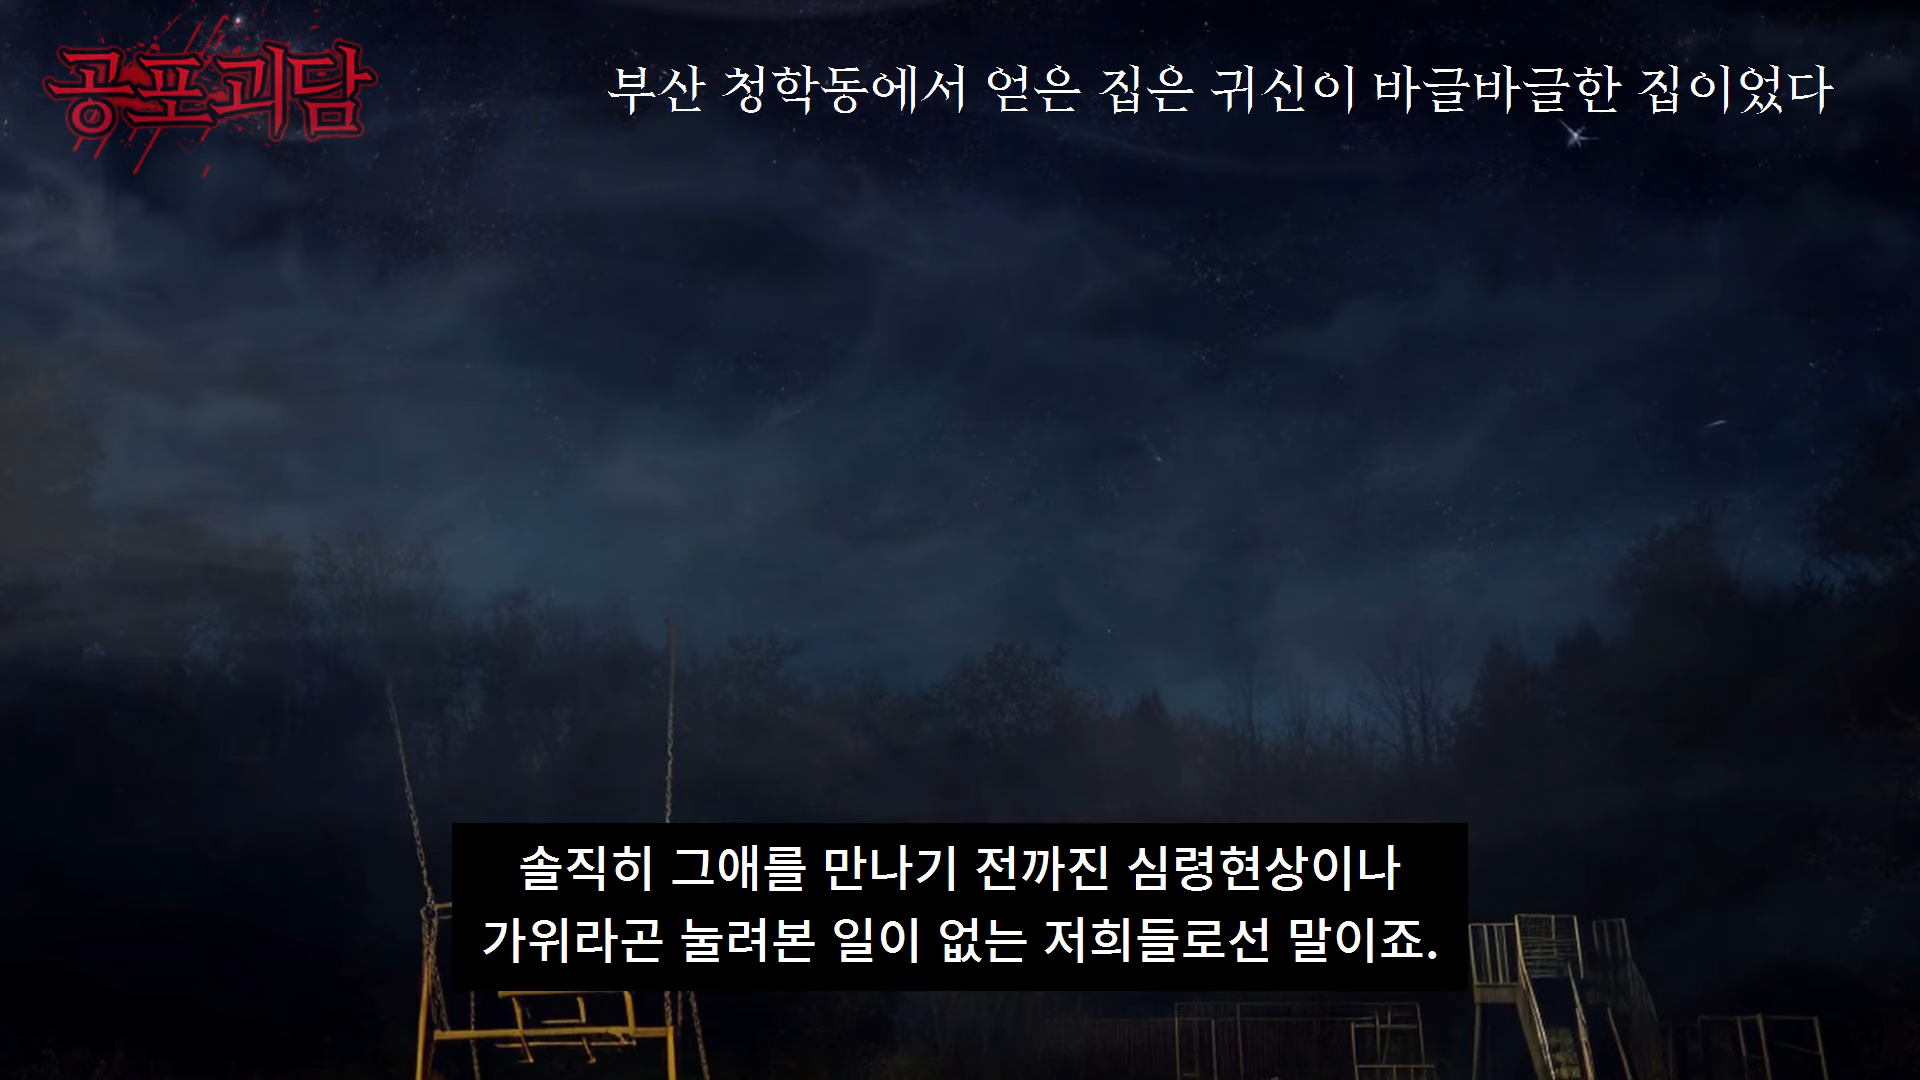 공포괴담
부산 청학동에서 얻은 집은 귀신이 바글바글한 집이었다
솔직히 그애를 만나기 전까진 심령현상이나
가위라곤 눌려본 일이 없는 저희들로선 말이죠.